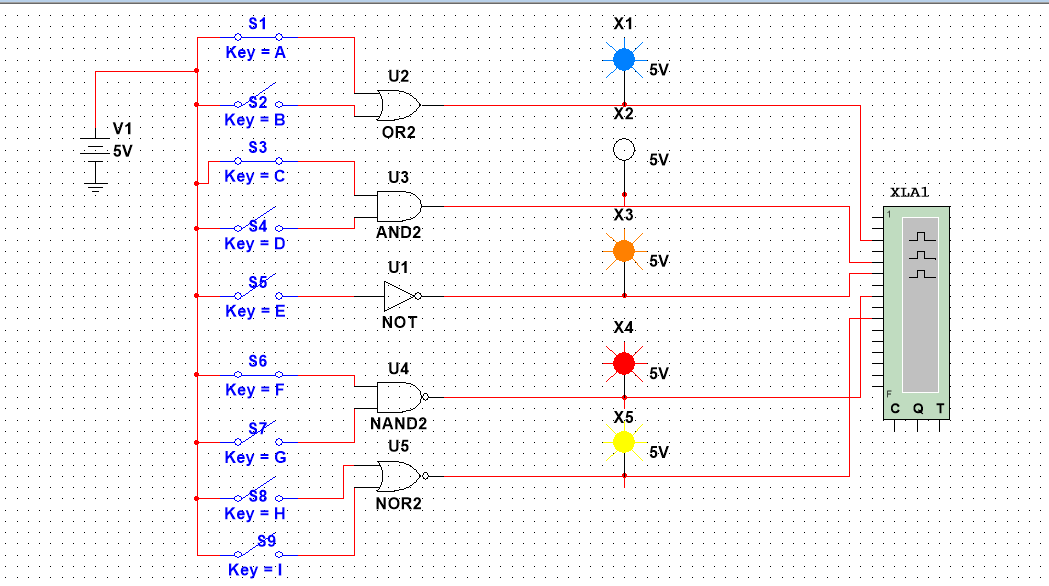 S1
Key = A
S2
Key = B
V1
5V
S3
Key = C
S4
Key = D
S5
Key = E
S6
Key = F
S7
Key = G
S8
Key = H
S9
Key = I
U2
OR2
U3
AND2
U1
NOT
U4
NAND2
U5
NOR2
X1
5V
X2
5V
X3
5V
X4
5V
X5
5V
XLA1
1
F
C Q T